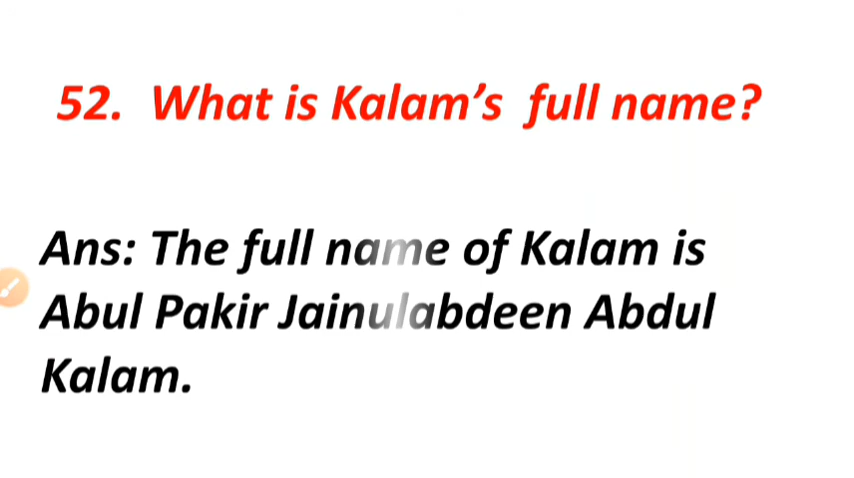 52. What is Kalam's full name?
Ans: The full name of Kalam is
Abul Pakir Jainulabdeen Abdul
Kalam.